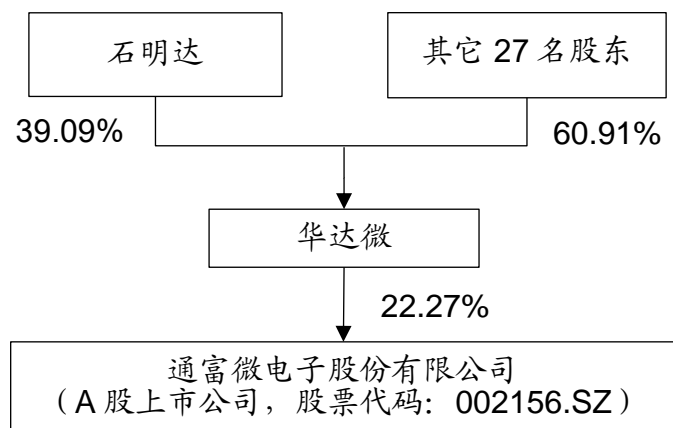 石明达
其它 27 名股东
39.09%
60.91%
华达微
22.27%
通富微电子股份有限公司
（A 股上市公司，股票代码：002156.SZ）